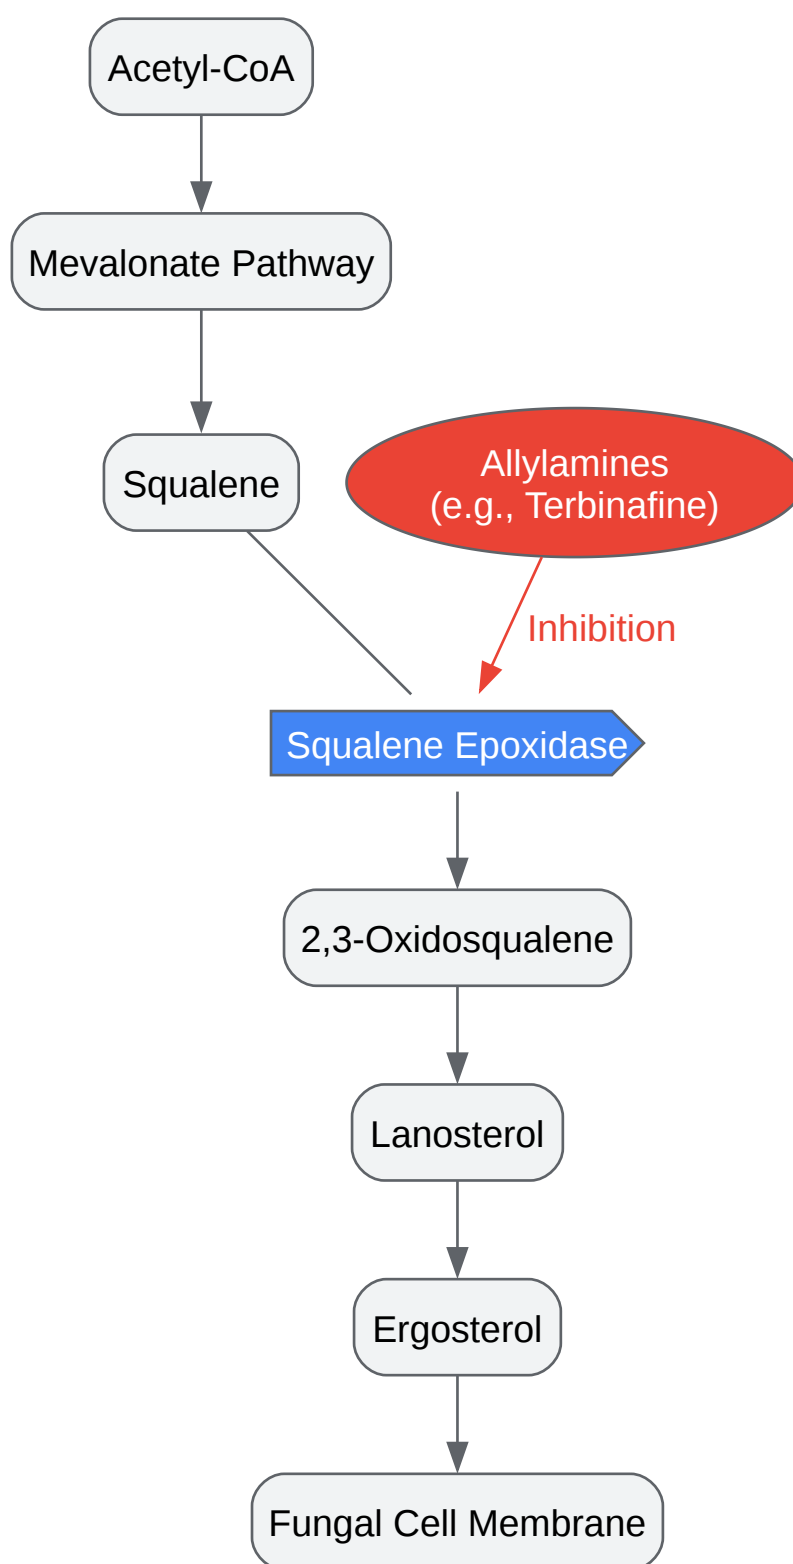 Acetyl-CoA
Mevalonate Pathway
Squalene
Allylamines
(e.g., Terbinafine)
Inhibition
Squalene Epoxidase
2,3-Oxidosqualene
Lanosterol
Ergosterol
Fungal Cell Membrane